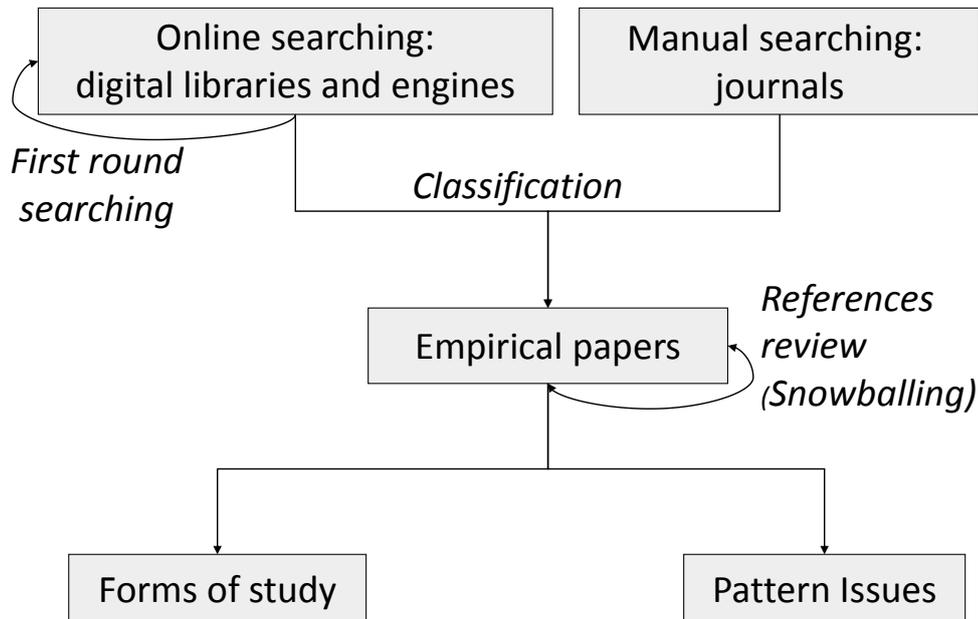 Online searching:
digital libraries and engines
Manual searching:
journals
First round
searching
Classification
References
review
(Snowballing)
Empirical papers
Forms of study
Pattern Issues